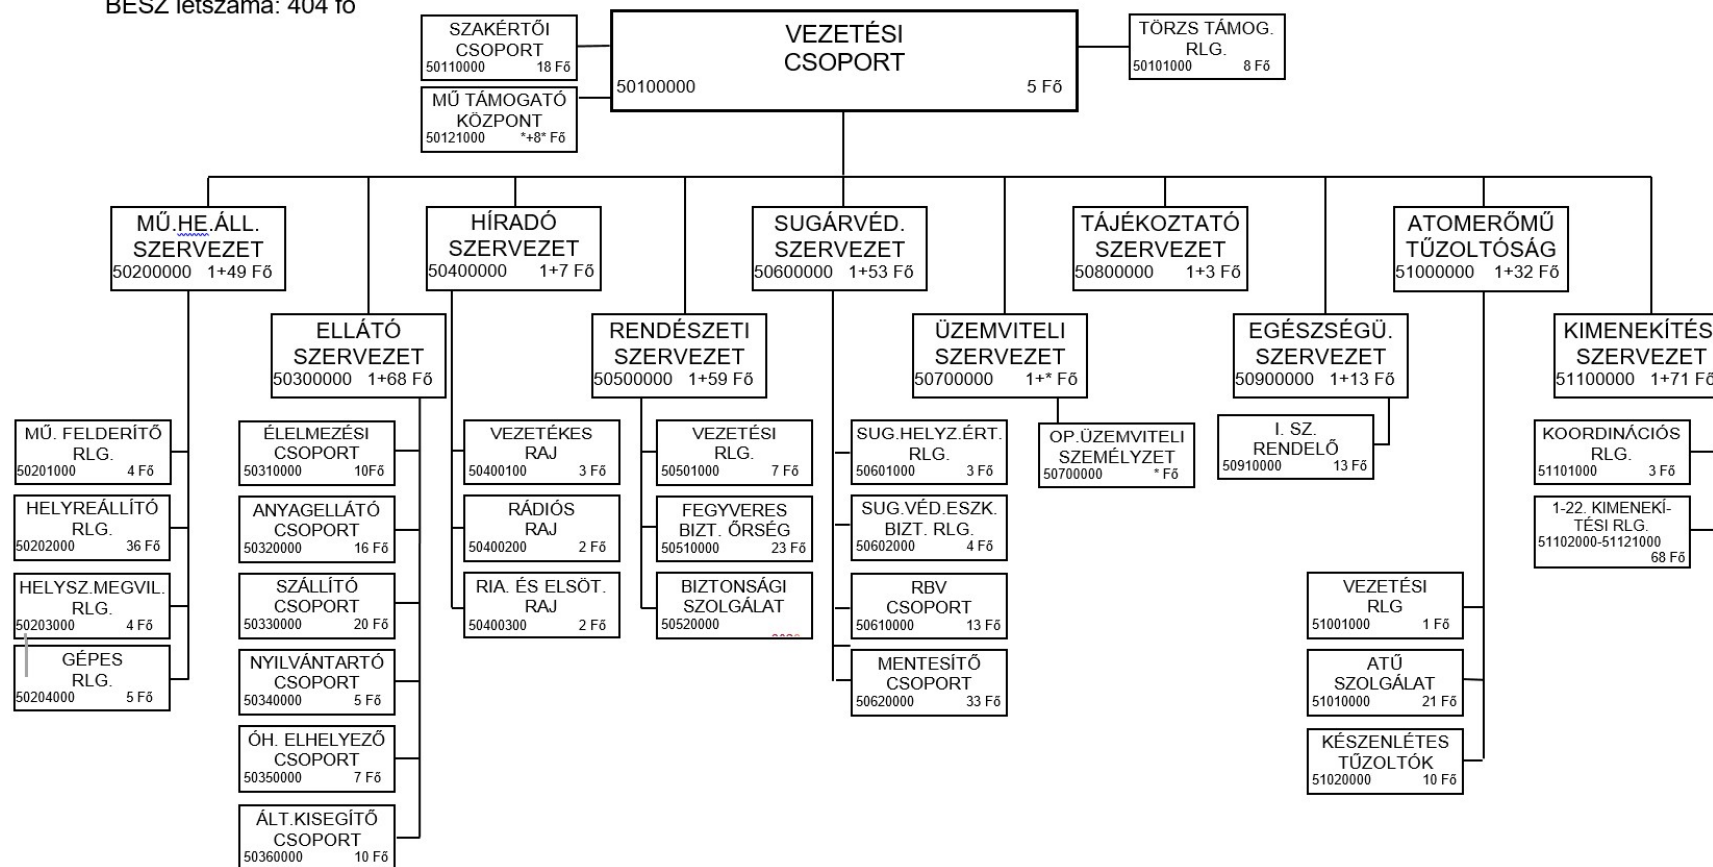 BESZ létszáma: 404 fő
SZAKÉRTŐI
CSOPORT
50110000 18 Fő
VEZETÉSI
CSOPORT
50100000 5 Fő
TÖRZS TÁMOG.
RLG.
50101000 8 Fő
MŰ TÁMOGATÓ
KÖZPONT
50121000 *+8* Fő
MŰ.HE.ÁLL.
SZERVEZET
50200000 1+49 Fő
HÍRADÓ
SZERVEZET
50400000 1+7 Fő
SUGÁRVÉD.
SZERVEZET
50600000 1+53 Fő
TÁJÉKOZTATÓ
SZERVEZET
50800000 1+3 Fő
ATOMERŐMŰ
TŰZOLTÓSÁG
51000000 1+32 Fő
ELLÁTÓ
SZERVEZET
50300000 1+68 Fő
RENDÉSZETI
SZERVEZET
50500000 1+59 Fő
ÜZEMVITELI
SZERVEZET
50700000 1+* Fő
EGÉSZSÉGÜ.
SZERVEZET
50900000 1+13 Fő
KIMENEKÍTÉS
SZERVEZET
51100000 1+71 Fő
MŰ. FELDERÍTŐ
RLG.
50201000 4 Fő
HELYREÁLLÍTÓ
RLG.
50202000 36 Fő
HELYSZ.MEGVIL.
RLG.
50203000 4 Fő
GÉPES
RLG.
50204000 5 Fő
ÉLELMEZÉSI
CSOPORT
50310000 10Fő
ANYAGELLÁTÓ
CSOPORT
50320000 16 Fő
SZÁLLÍTÓ
CSOPORT
50330000 20 Fő
NYILVÁNTARTÓ
CSOPORT
50340000 5 Fő
ÓH. ELHELYEZŐ
CSOPORT
50350000 7 Fő
ÁLT.KISEGÍTŐ
CSOPORT
50360000 10 Fő
VEZETÉKES
RAJ
50400100 3 Fő
RÁDIÓS
RAJ
50400200 2 Fő
RIA. ÉS ELSÖT.
RAJ
50400300 2 Fő
VEZETÉSI
RLG.
50501000 7 Fő
FEGYVERES
BIZT. ŐRSÉG
50510000 23 Fő
BIZTONSÁGI
SZOLGÁLAT
50520000
SUG.HELYZ.ÉRT.
RLG.
50601000 3 Fő
SUG.VÉD.ESZK.
BIZT. RLG.
50602000 4 Fő
RBV
CSOPORT
50610000 13 Fő
MENTESÍTŐ
CSOPORT
50620000 33 Fő
OP.ÜZEMVITELI
SZEMÉLYZET
50700000 * Fő
I. SZ.
RENDELŐ
50910000 13 Fő
VEZETÉSI
RLG
51001000 1 Fő
ATŰ
SZOLGÁLAT
51010000 21 Fő
KÉSZENLÉTES
TŰZOLTÓK
51020000 10 Fő
KOORDINÁCIÓS
RLG.
51101000 3 Fő
1-22. KIMENEKÍ-
TÉSI RLG.
51102000-51121000
68 Fő